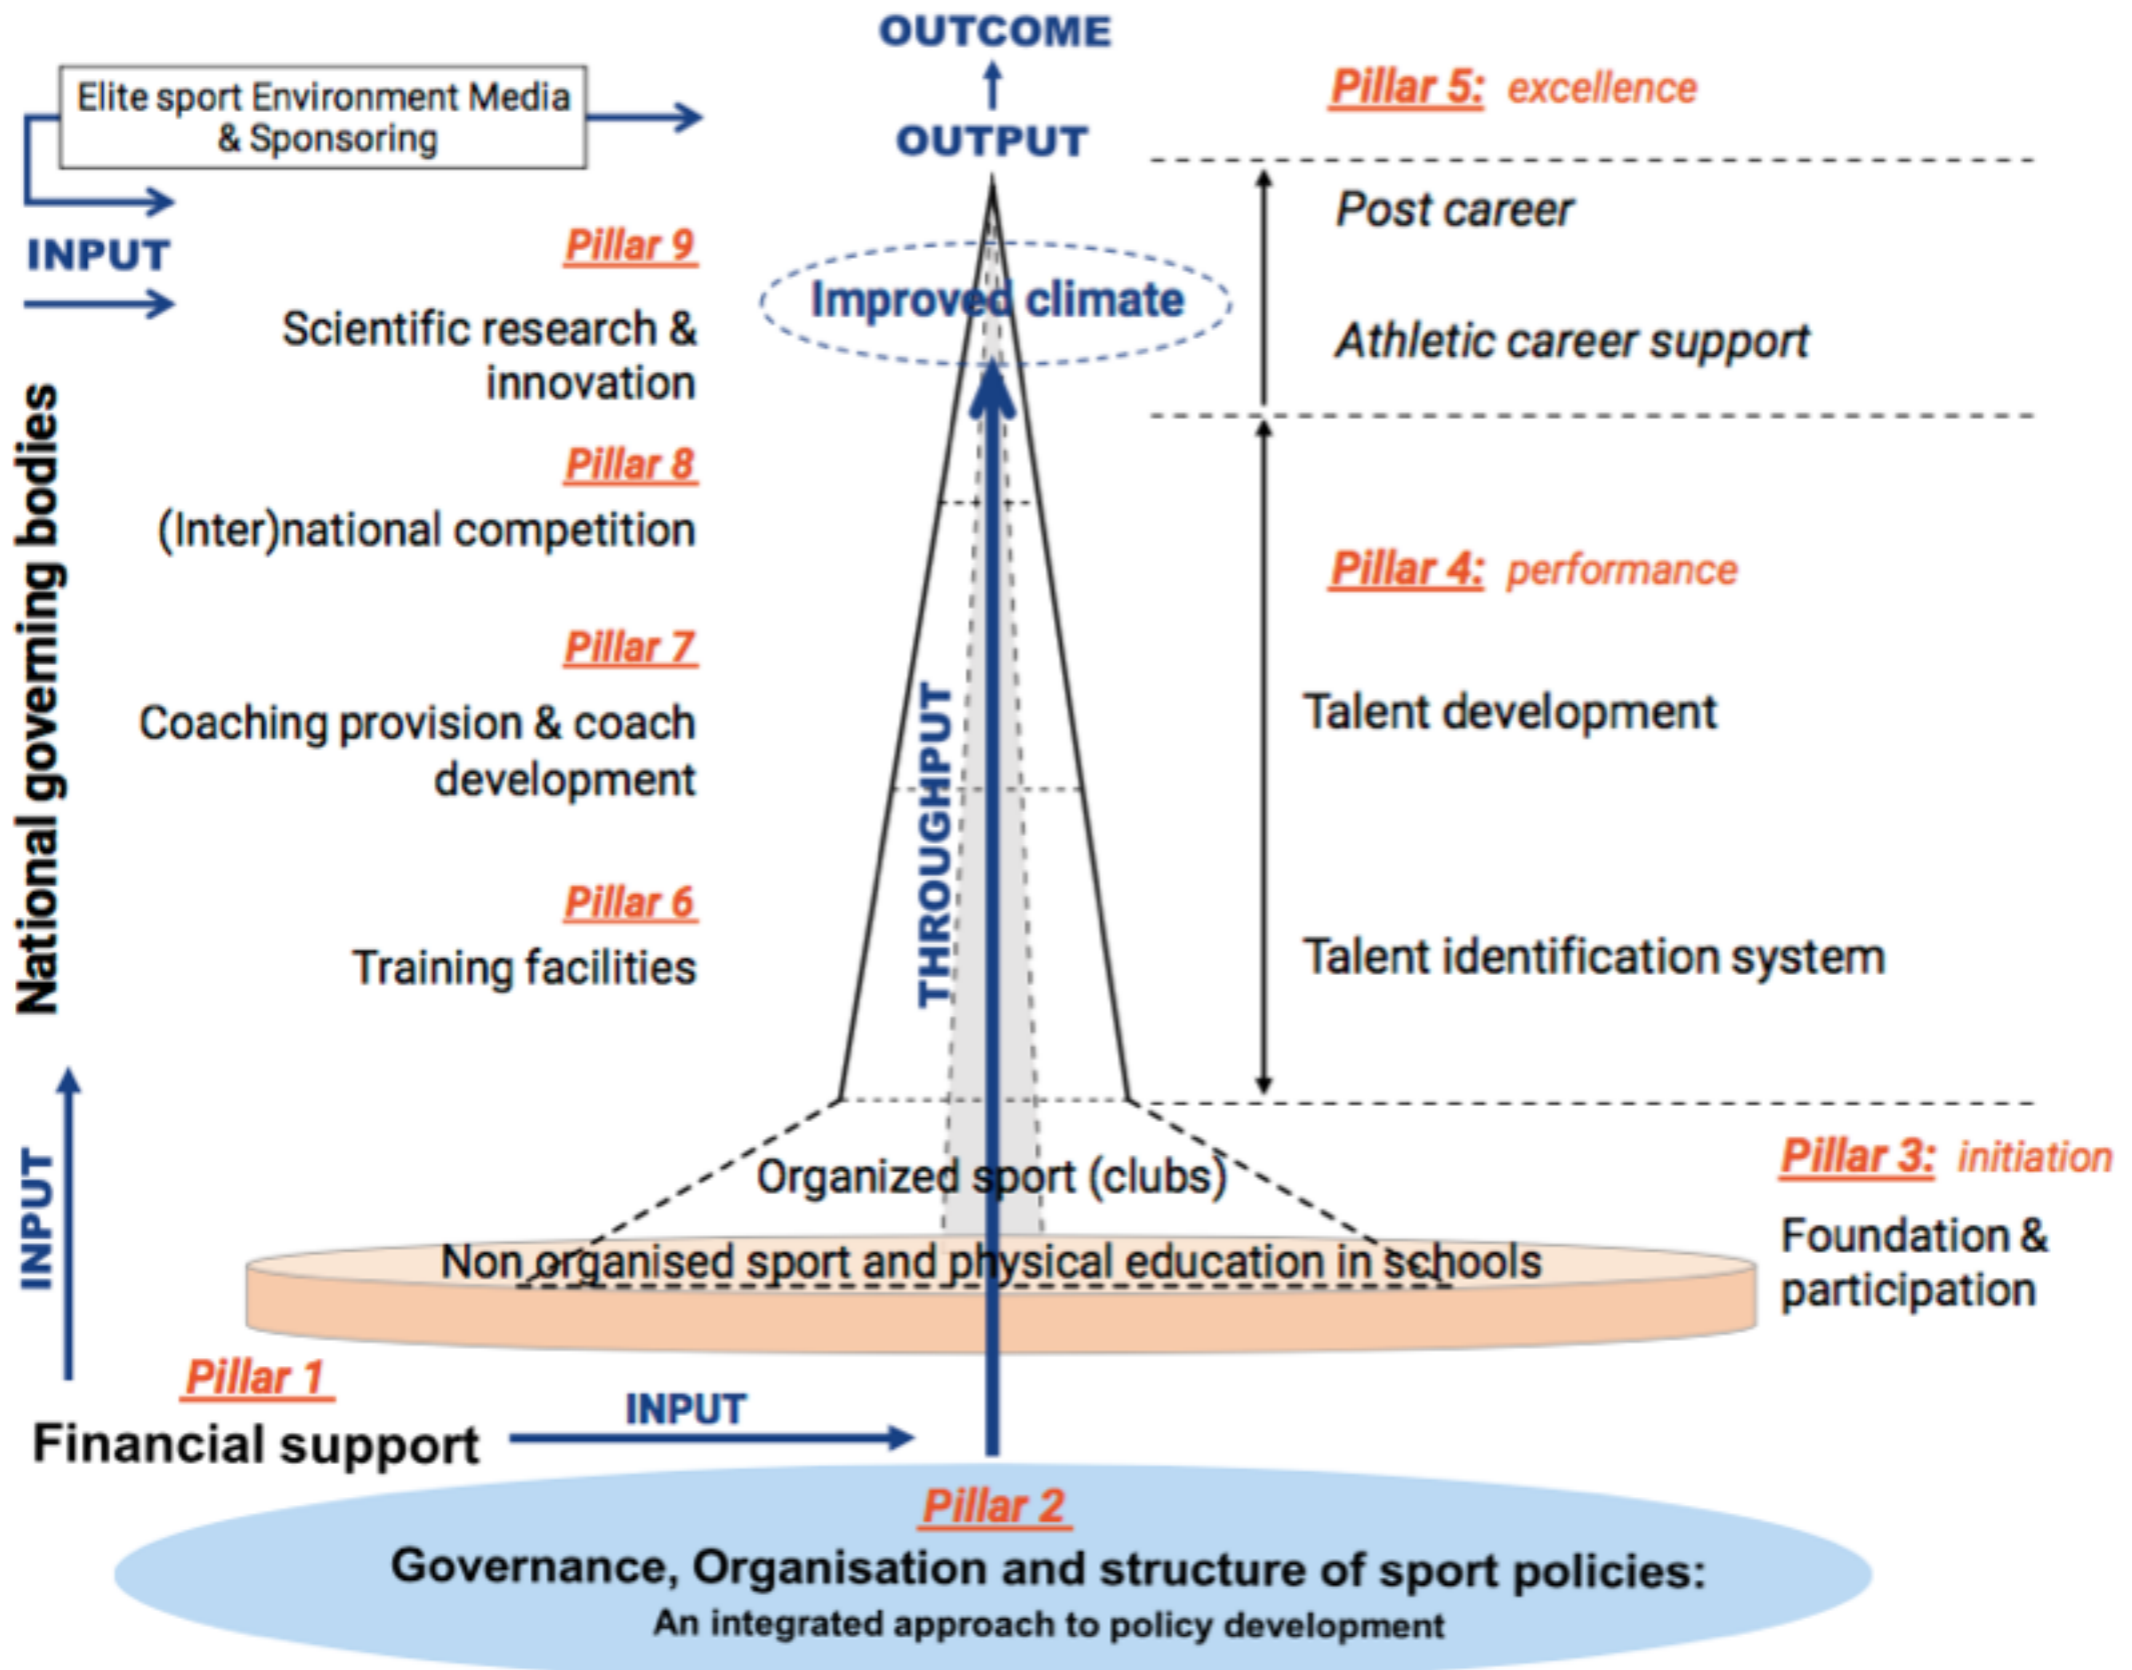 OUTCOME
OUTPUT
Elite sport Environment Media
& Sponsoring
INPUT
National governing bodies
INPUT
Pillar 9
Scientific research &
innovation
Pillar 8
(Inter)national competition
Pillar 7
Coaching provision & coach
development
Pillar 6
Training facilities
Improved climate
THROUGHPUT
Pillar 5: excellence
Post career
Athletic career support
Pillar 4: performance
Talent development
Talent identification system
Pillar 3: initiation
Foundation &
participation
Organized sport (clubs)
Non organised sport and physical education in schools
Pillar 1
Financial support
INPUT
Pillar 2
Governance, Organisation and structure of sport policies:
An integrated approach to policy development